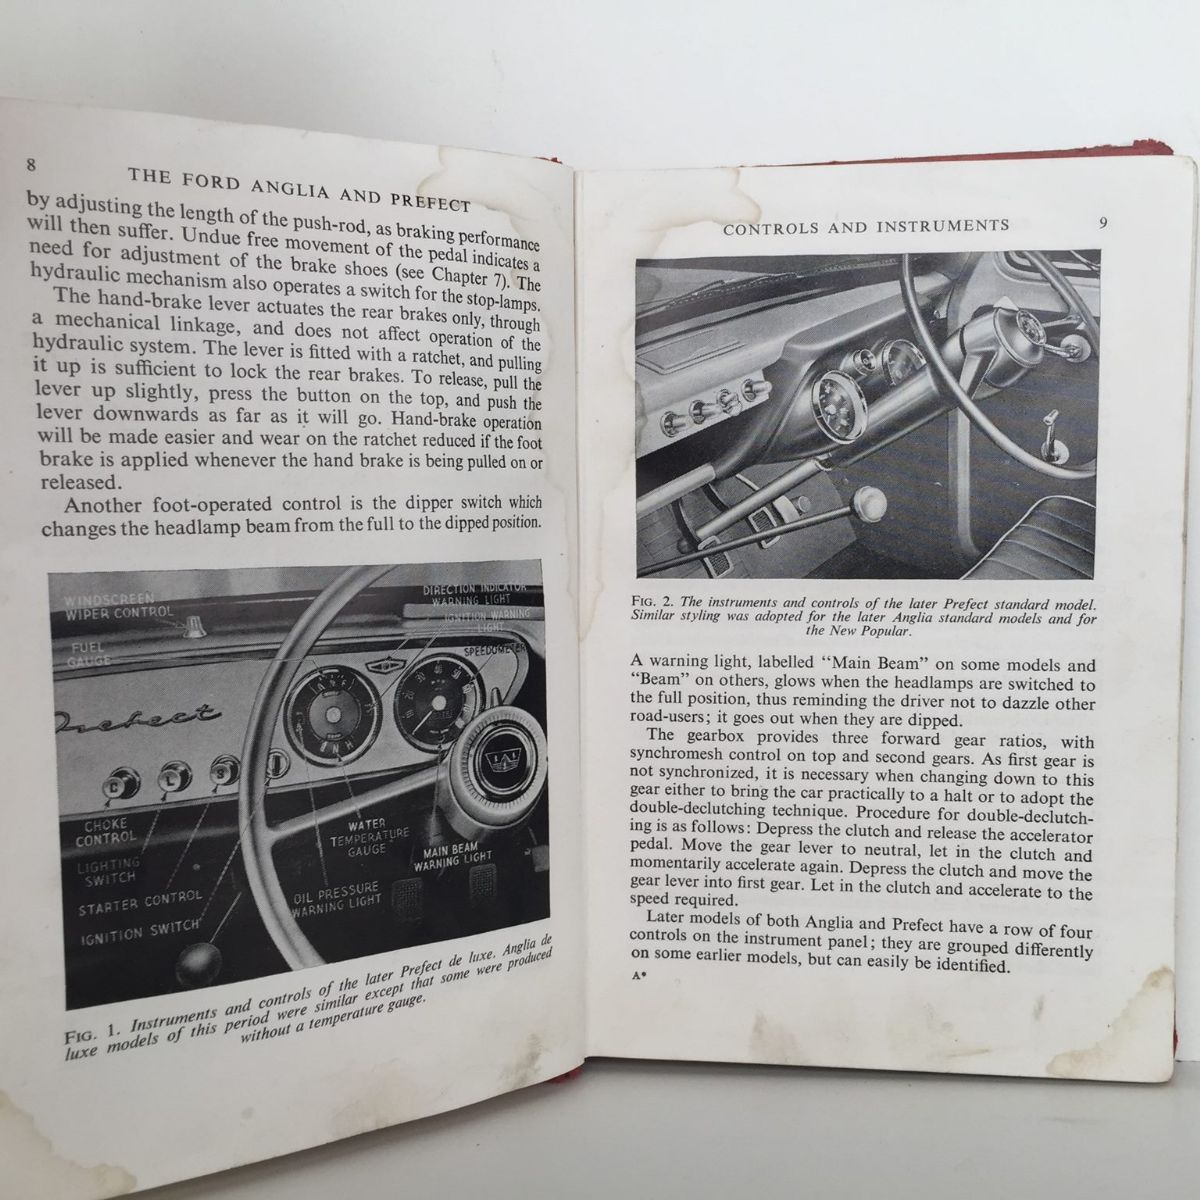 8
THE FORD ANGLIA AND PREFECT
by adjusting the length of the push-rod, as braking performance
will then suffer. Undue free movement of the pedal indicates a
need for adjustment of the brake shoes (see Chapter 7). The
hydraulic mechanism also operates a switch for the stop-lamps.
The hand-brake lever actuates the rear brakes only, through
a mechanical linkage, and does not affect operation of the
hydraulic system. The lever is fitted with a ratchet, and pulling
it up is sufficient to lock the rear brakes. To release, pull the
lever up slightly, press the button on the top, and push the
lever downwards as far as it will go. Hand-brake operation
will be made easier and wear on the ratchet reduced if the foot
brake is applied whenever the hand brake is being pulled on or
released.
Another foot-operated control is the dipper switch which
changes the headlamp beam from the full to the dipped position.
WINDSCREEN
WIPER CONTROL
FUEL
GAUGE
DIRECTION INDICATOR
WARNING LIGHT
IGNITION WARNING
LIGHT
SPEEDOMETER
Prefect
C
L
S
CHOKE
CONTROL
LIGHTING
SWITCH
STARTER CONTROL
IGNITION SWITCH
WATER
TEMPERATURE
GAUGE
MAIN BEAM
WARNING LIGHT
OIL PRESSURE
WARNING LIGHT
FIG. 1. Instruments and controls of the later Prefect de luxe. Anglia de
luxe models of this period were similar except that some were produced
without a temperature gauge.
CONTROLS AND INSTRUMENTS
9
FIG. 2. The instruments and controls of the later Prefect standard model.
Similar styling was adopted for the later Anglia standard models and for
the New Popular.
A warning light, labelled “Main Beam” on some models and
“Beam” on others, glows when the headlamps are switched to
the full position, thus reminding the driver not to dazzle other
road-users; it goes out when they are dipped.
The gearbox provides three forward gear ratios, with
synchromesh control on top and second gears. As first gear is
not synchronized, it is necessary when changing down to this
gear either to bring the car practically to a halt or to adopt the
double-declutching technique. Procedure for double-declutch-
ing is as follows: Depress the clutch and release the accelerator
pedal. Move the gear lever to neutral, let in the clutch and
momentarily accelerate again. Depress the clutch and move the
gear lever into first gear. Let in the clutch and accelerate to the
speed required.
Later models of both Anglia and Prefect have a row of four
controls on the instrument panel; they are grouped differently
on some earlier models, but can easily be identified.
A*